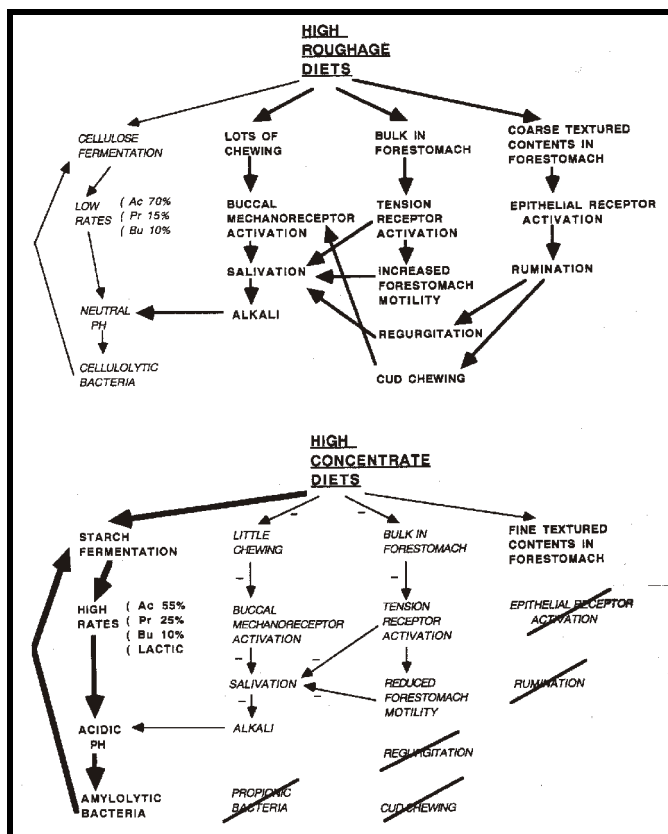 HIGH
ROUGHAGE
DIETS
CELLULOSE
FERMENTATION
LOTS OF
CHEWING
BULK IN
FORESTOMACH
COARSE TEXTURED
CONTENTS IN
FORESTOMACH
LOW
RATES
( Ac 70%
( Pr 15%
( Bu 10%
BUCCAL
MECHANORECEPTOR
ACTIVATION
TENSION
RECEPTOR
ACTIVATION
EPITHELIAL RECEPTOR
ACTIVATION
SALIVATION
INCREASED
FORESTOMACH
MOTILITY
RUMINATION
NEUTRAL
PH
ALKALI
REGURGITATION
CELLULOLYTIC
BACTERIA
CUD CHEWING
HIGH
CONCENTRATE
DIETS
STARCH
FERMENTATION
LITTLE
CHEWING
BULK IN
FORESTOMACH
FINE TEXTURED
CONTENTS IN
FORESTOMACH
HIGH
RATES
( Ac 55%
( Pr 25%
( Bu 10%
( LACTIC
BUCCAL
MECHANORECEPTOR
ACTIVATION
TENSION
RECEPTOR
ACTIVATION
EPITHELIAL RECEPTOR
ACTIVATION
SALIVATION
REDUCED
FORESTOMACH
MOTILITY
RUMINATION
ACIDIC
PH
ALKALI
REGURGITATION
AMYLOLYTIC
BACTERIA
PROPIONIC
BACTERIA
CUD CHEWING